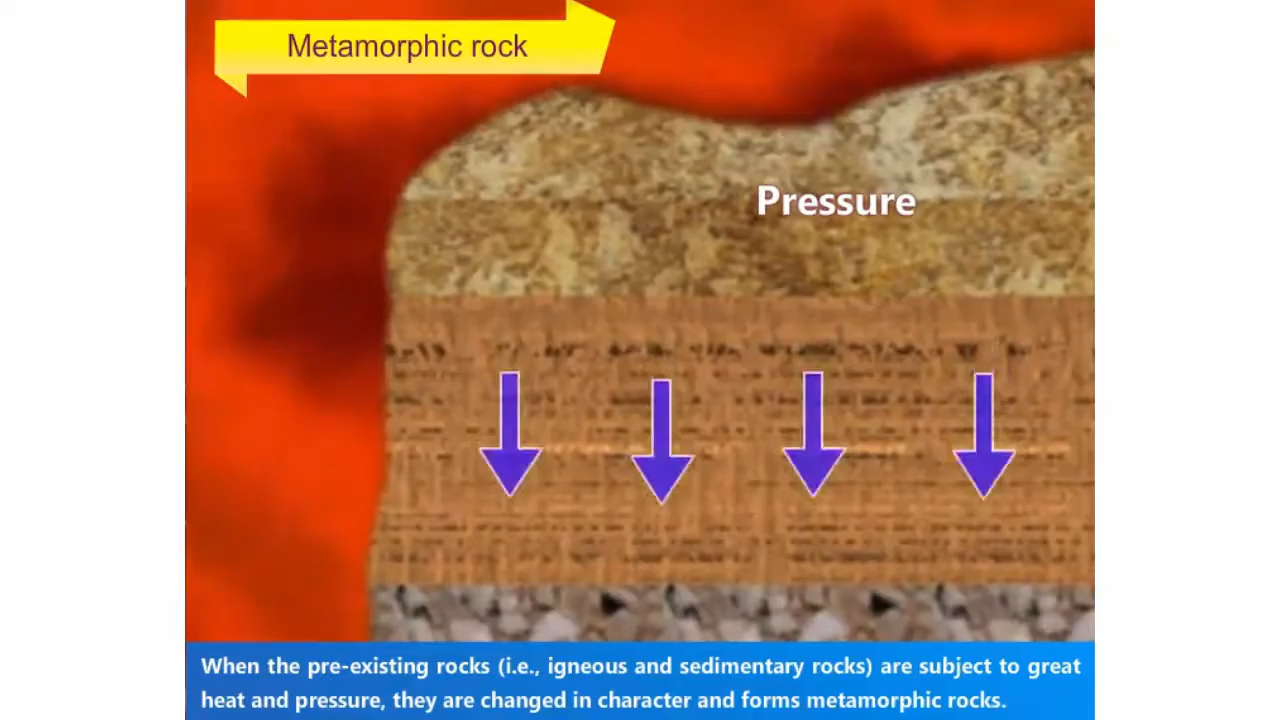 Metamorphic rock
Pressure
When the pre-existing rocks (i.e., igneous and sedimentary rocks) are subject to great
heat and pressure, they are changed in character and forms metamorphic rocks.